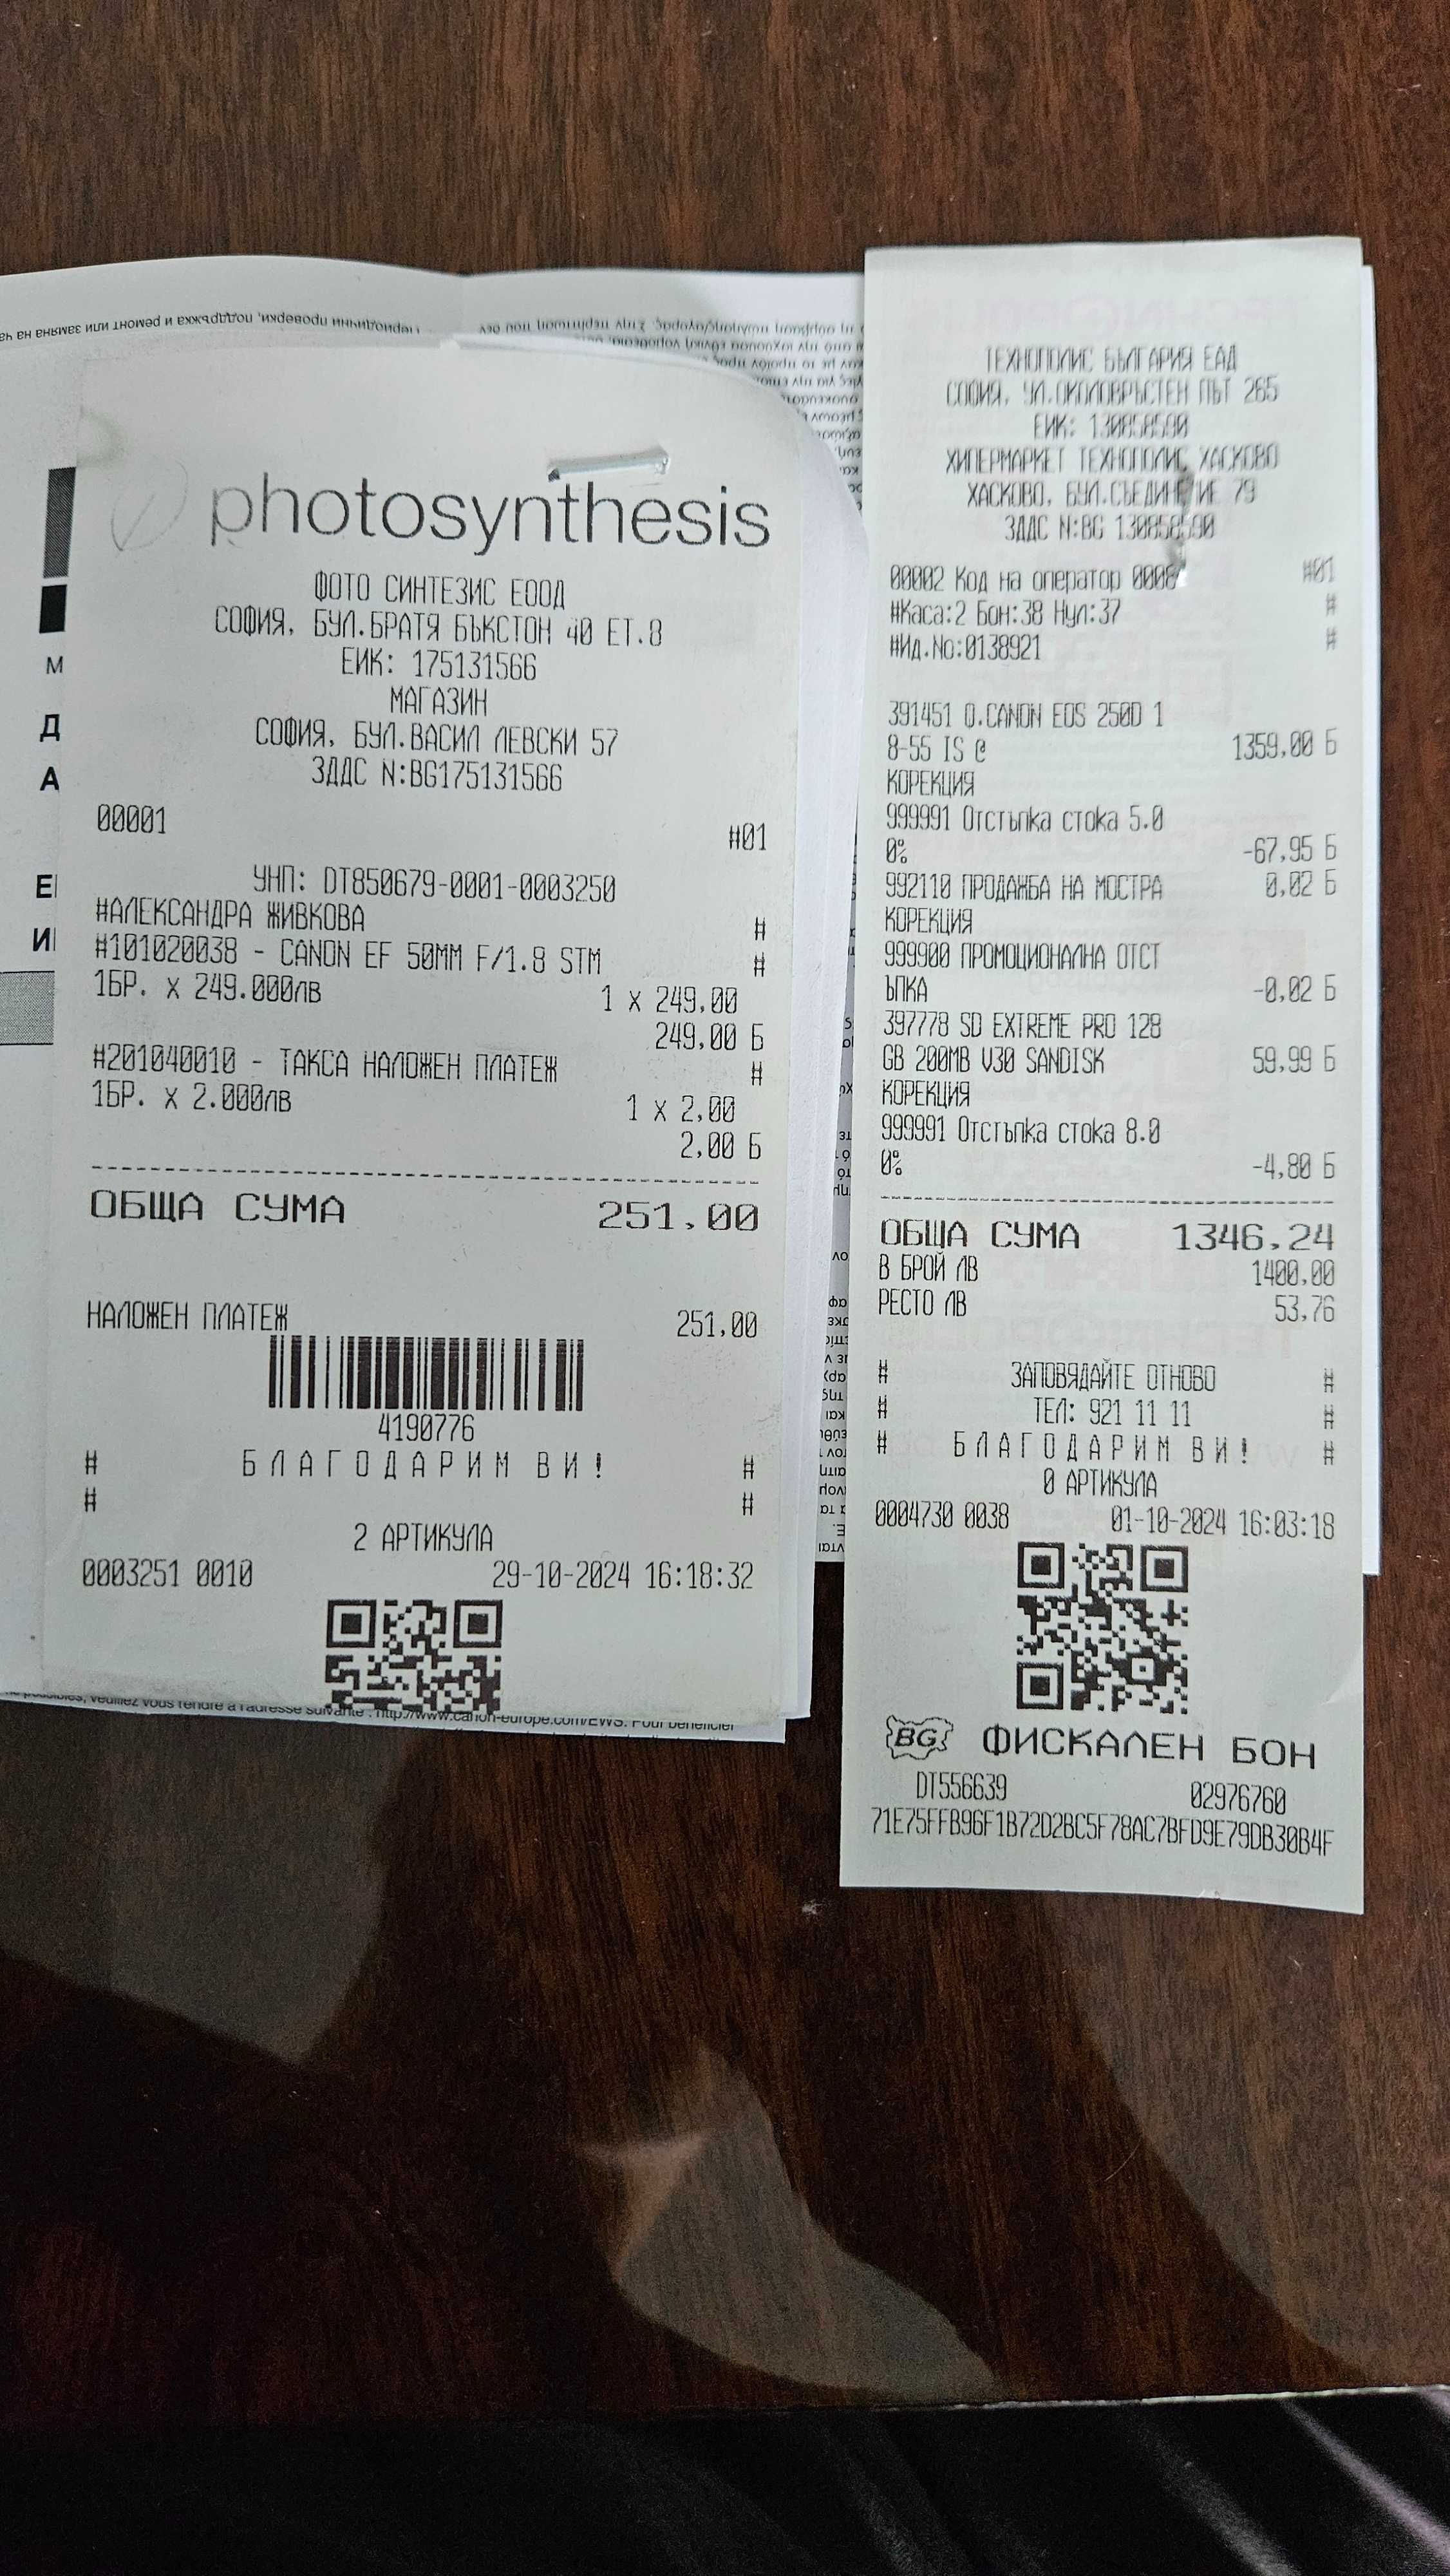 photosynthesis
ФОТО СИНТЕЗИС ЕООД
СОФИЯ, БУЛ.БРАТЯ БЪКСТОН 40 ЕТ.8
ЕИК: 175131566
МАГАЗИН
СОФИЯ, БУЛ.ВАСИЛ ЛЕВСКИ 57
ЗДДС N:BG175131566
00001 #01
УНП: DT850679-0001-0003250
#АЛЕКСАНДРА ЖИВКОВА #
#101020038 - CANON EF 50MM F/1.8 STM #
1БР. X 249.000лв 1 x 249,00
249,00 Б
#201040010 - ТАКСА НАЛОЖЕН ПЛАТЕЖ #
1БР. X 2.000лв 1 x 2,00
2,00 Б
ОБЩА СУМА 251,00
НАЛОЖЕН ПЛАТЕЖ 251,00
4190776
# БЛАГОДАРИМ ВИ! #
# #
2 АРТИКУЛА
0003251 0010 29-10-2024 16:18:32
ТЕХНОПОЛИС БЪЛГАРИЯ ЕАД
СОФИЯ, УЛ.ОКОЛОВРЪСТЕН ПЪТ 265
ЕИК: 130858590
ХИПЕРМАРКЕТ ТЕХНОПОЛИС ХАСКОВО
ХАСКОВО, БУЛ.СЪЕДИНЕНИЕ 79
ЗДДС N:BG 130858590
00002 Код на оператор 0008 #01
#Каса:2 Бон:38 Нул:37 #
#Ид.No:0138921 #
391451 Ф.CANON EOS 250D 1
8-55 IS @ 1359,00 Б
КОРЕКЦИЯ
999991 Отстъпка стока 5.0
0% -67,95 Б
992110 ПРОДАЖБА НА МОСТРА 0,02 Б
КОРЕКЦИЯ
999900 ПРОМОЦИОНАЛНА ОТСТ
ЪПКА -0,02 Б
397778 SD EXTREME PRO 128
GB 200MB V30 SANDISK 59,99 Б
КОРЕКЦИЯ
999991 Отстъпка стока 8.0
0% -4,80 Б
ОБЩА СУМА 1346,24
В БРОЙ ЛВ 1400,00
РЕСТО ЛВ 53,76
# ЗАПОВЯДАЙТЕ ОТНОВО #
# ТЕЛ: 921 11 11 #
# БЛАГОДАРИМ ВИ! #
0 АРТИКУЛА
0004730 0038 01-10-2024 16:03:18
BG ФИСКАЛЕН БОН
DT556639 02976760
71E75FFB96F1B72D2BC5F78AC7BFD9E79DB30B4F